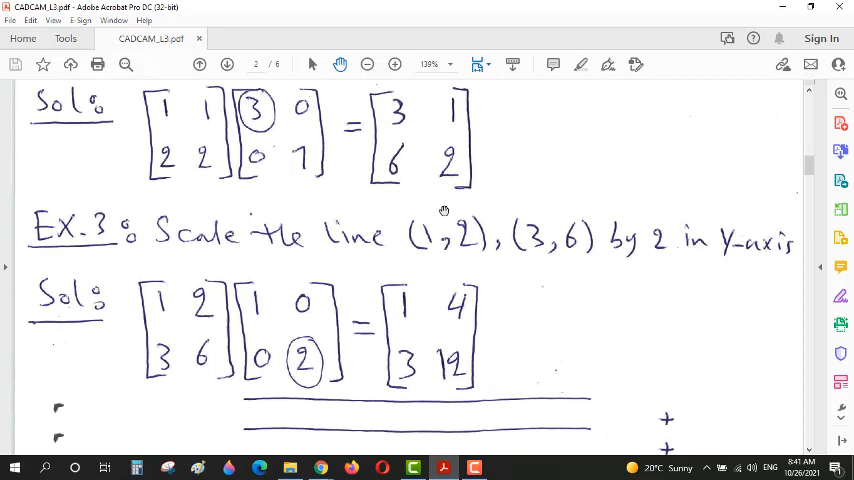 CADCAM_L3.pdf - Adobe Acrobat Pro DC (32-bit)
File Edit View E-Sign Window Help
Home Tools CADCAM_L3.pdf × Sign In
2 / 6 139%
Sol: [1 1 [3 0 = [3 1
2 2] 0 1] 6 2]
EX.3: Scale the line (1,2), (3,6) by 2 in Y-axis
Sol: [1 2 [1 0 = [1 4
3 6] 0 2] 3 12]
20°C Sunny ENG 8:41 AM
10/26/2021